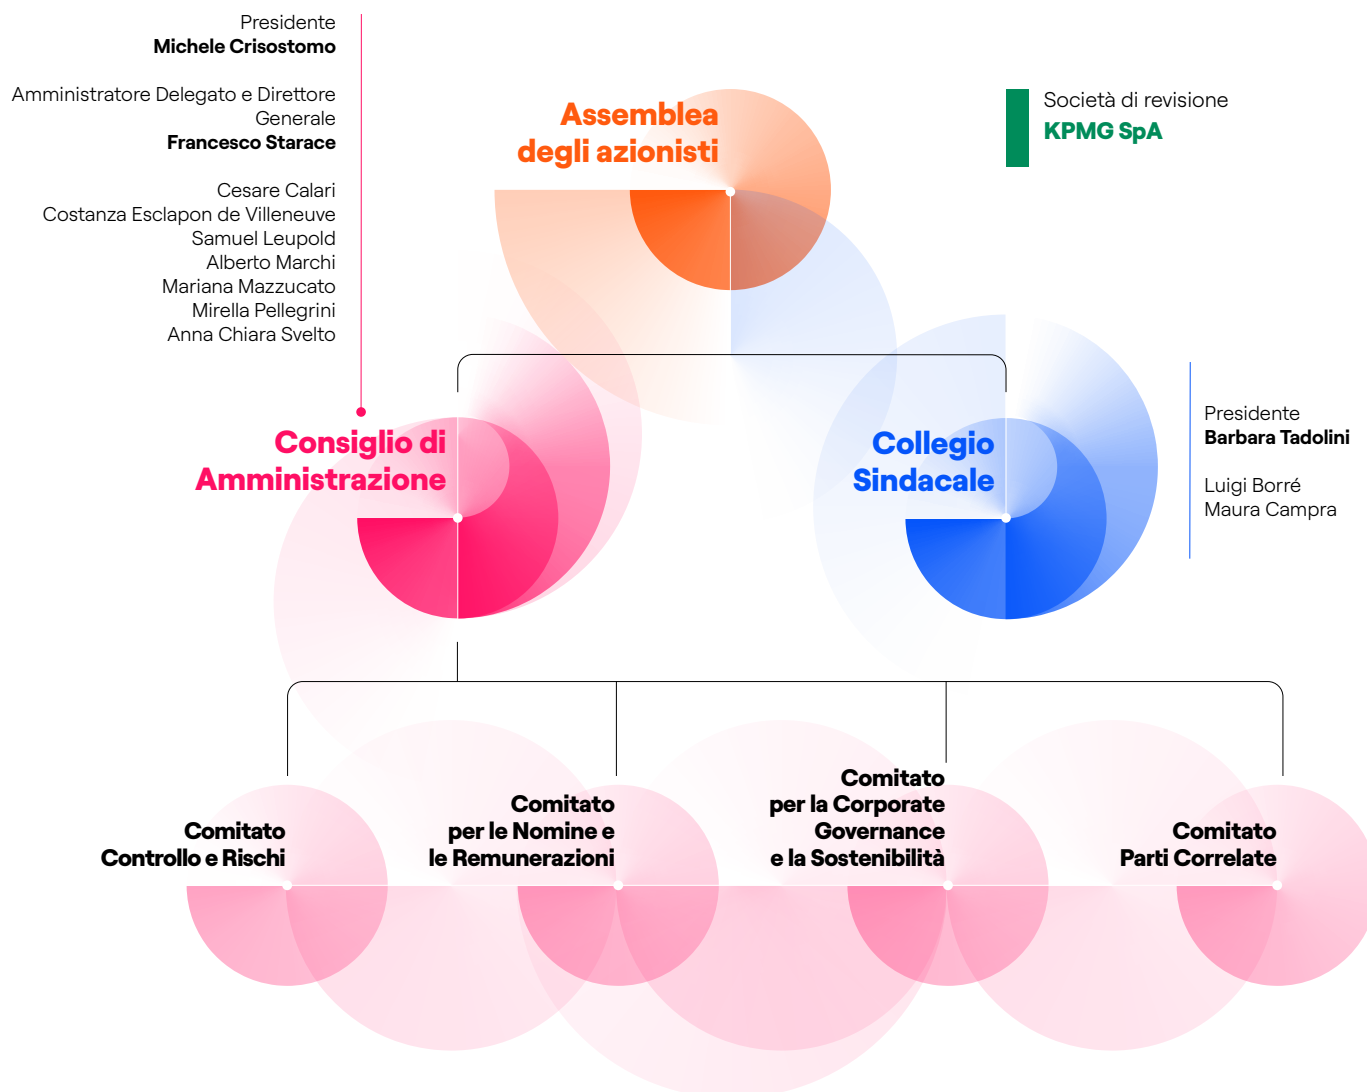 Presidente
Michele Crisostomo
Amministratore Delegato e Direttore
Generale
Francesco Starace
Cesare Calari
Costanza Esclapon de Villeneuve
Samuel Leupold
Alberto Marchi
Mariana Mazzucato
Mirella Pellegrini
Anna Chiara Svelto
Assemblea
degli azionisti
Società di revisione
KPMG SpA
Consiglio di
Amministrazione
Collegio
Sindacale
Presidente
Barbara Tadolini
Luigi Borré
Maura Campra
Comitato
Controllo e Rischi
Comitato
per le Nomine e
le Remunerazioni
Comitato
per la Corporate
Governance
e la Sostenibilità
Comitato
Parti Correlate